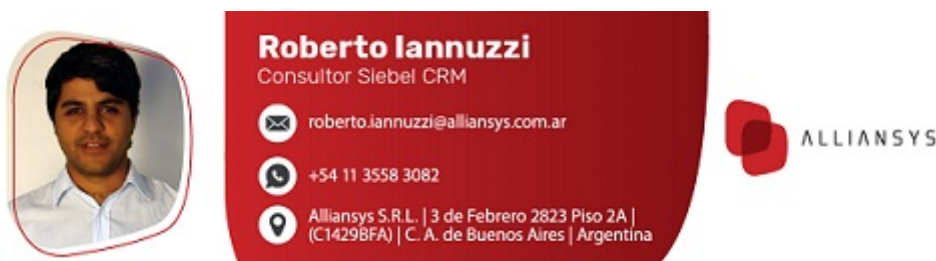 Roberto Iannuzzi
Consultor Siebel CRM
roberto.iannuzzi@alliansys.com.ar
+54 11 3558 3082
Alliansys S.R.L. | 3 de Febrero 2823 Piso 2A |
(C1429BFA) | C. A. de Buenos Aires | Argentina
ALLIANSYS